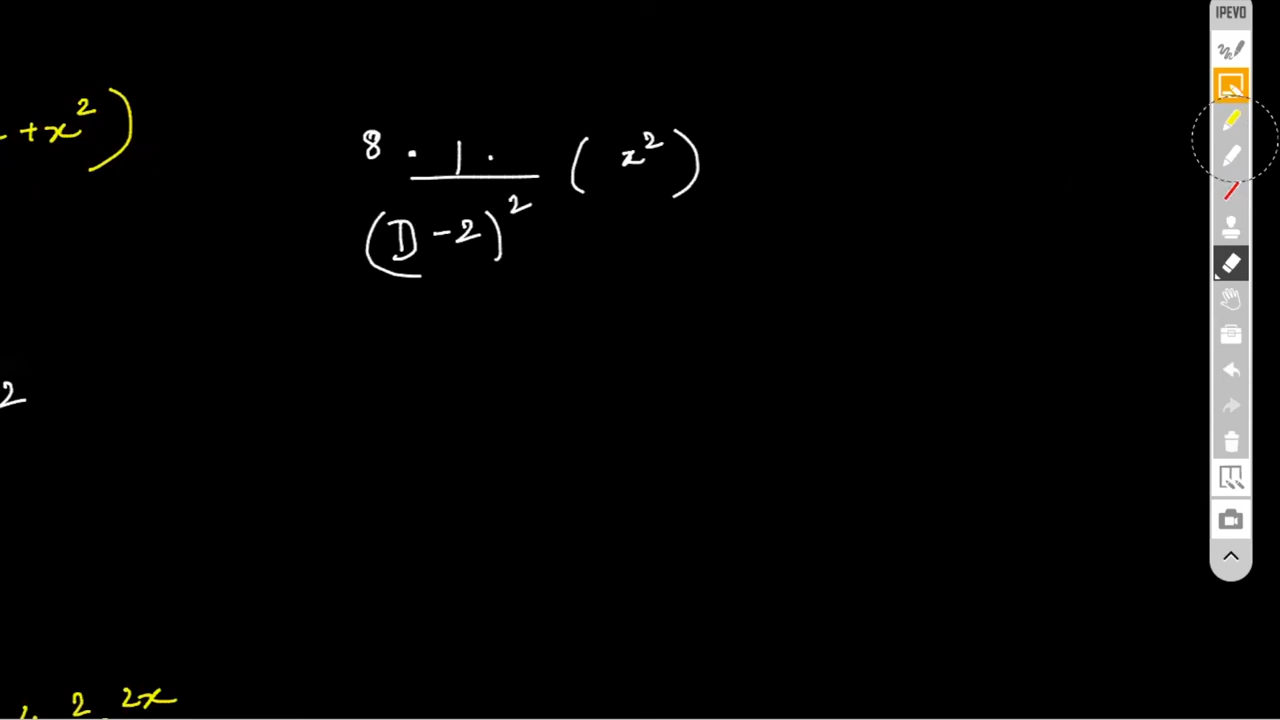 IPEVO
+x²)
8 · 1 · (x²)
(D-2)²
2
2 2x